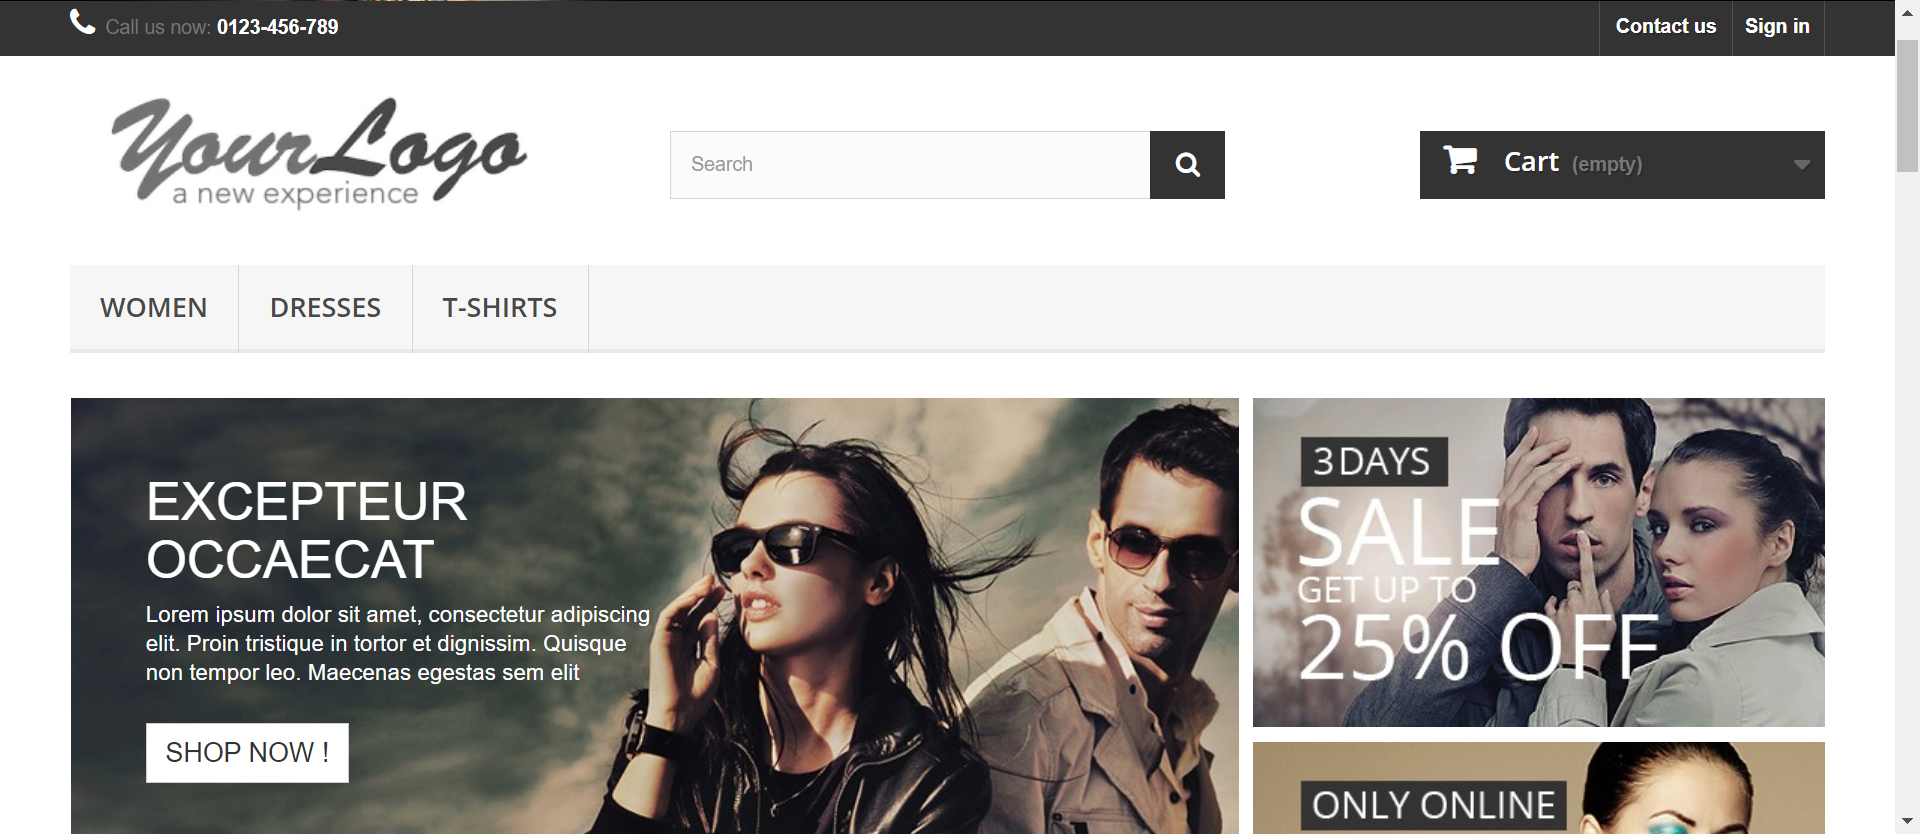 Call us now: 0123-456-789
Contact us
Sign in
YourLogo
a new experience
Search
Cart (empty)
WOMEN
DRESSES
T-SHIRTS
EXCEPTEUR
OCCAECAT
Lorem ipsum dolor sit amet, consectetur adipiscing
elit. Proin tristique in tortor et dignissim. Quisque
non tempor leo. Maecenas egestas sem elit
SHOP NOW !
3 DAYS
SALE
GET UP TO
25% OFF
ONLY ONLINE